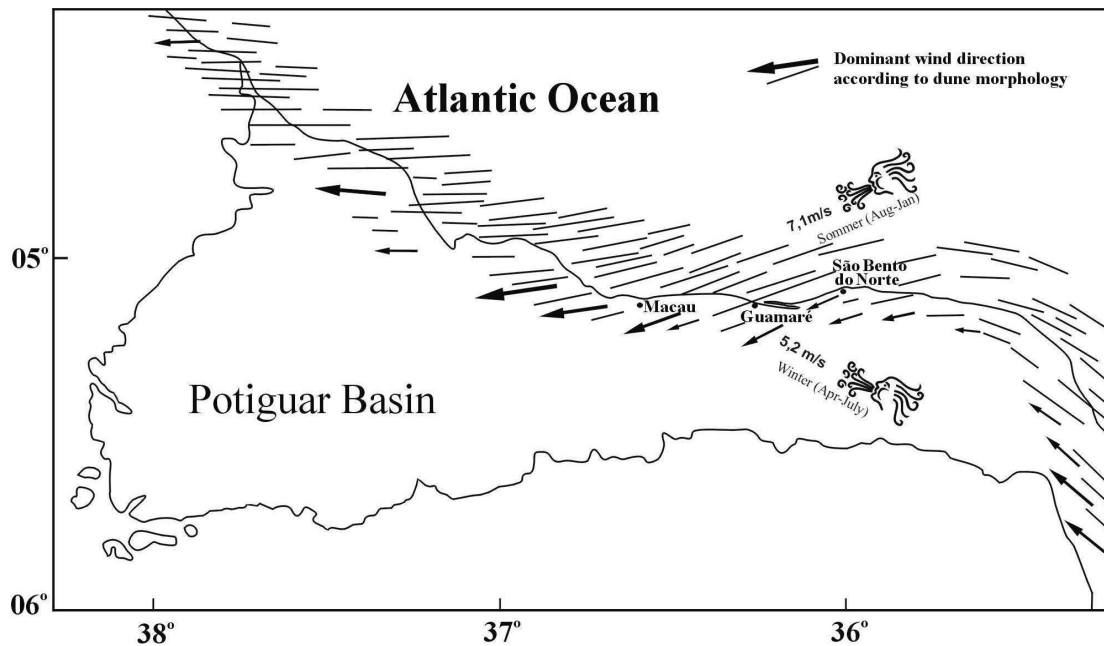 Dominant wind direction
according to dune morphology
Atlantic Ocean
7,1m/s
Sommer (Aug-Jan)
05º
São Bento
do Norte
Macau
Guamaré
5,2 m/s
Winter (Apr-July)
Potiguar Basin
06º
38º
37º
36º